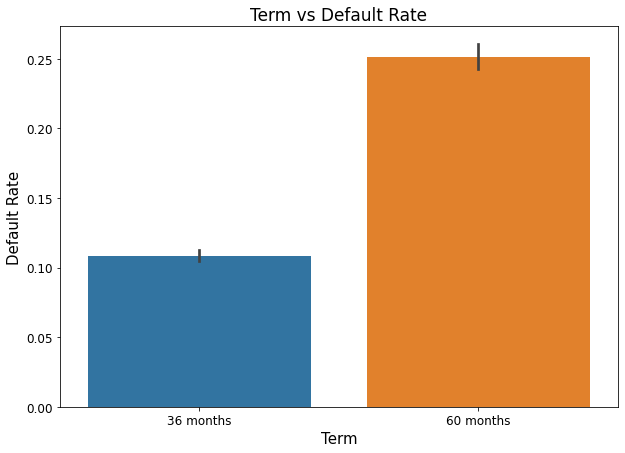 Term vs Default Rate
Default Rate
0.25
0.20
0.15
0.10
0.05
0.00
36 months
60 months
Term